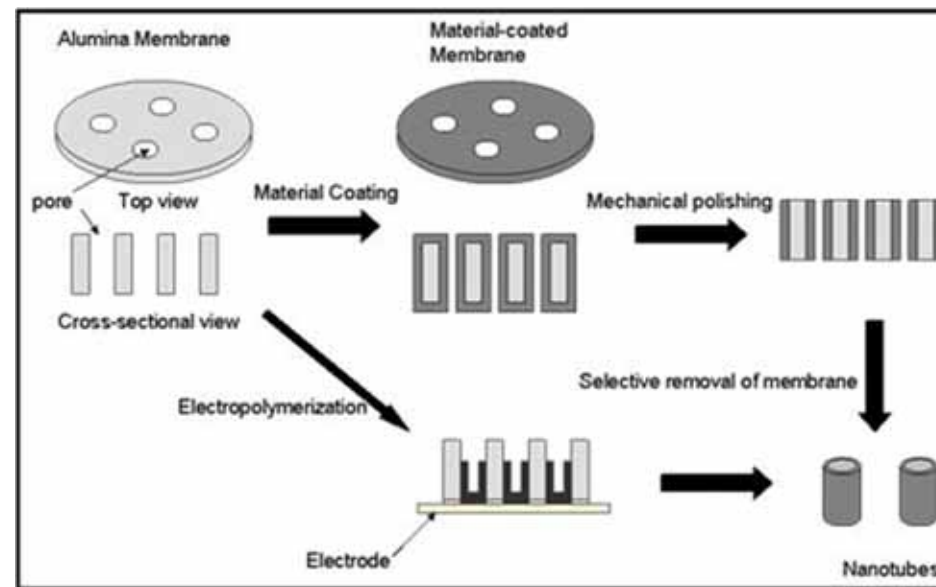 Alumina Membrane
Material-coated
Membrane
pore
Top view
Material Coating
Mechanical polishing
Cross-sectional view
Electropolymerization
Selective removal of membrane
Electrode
Nanotubes